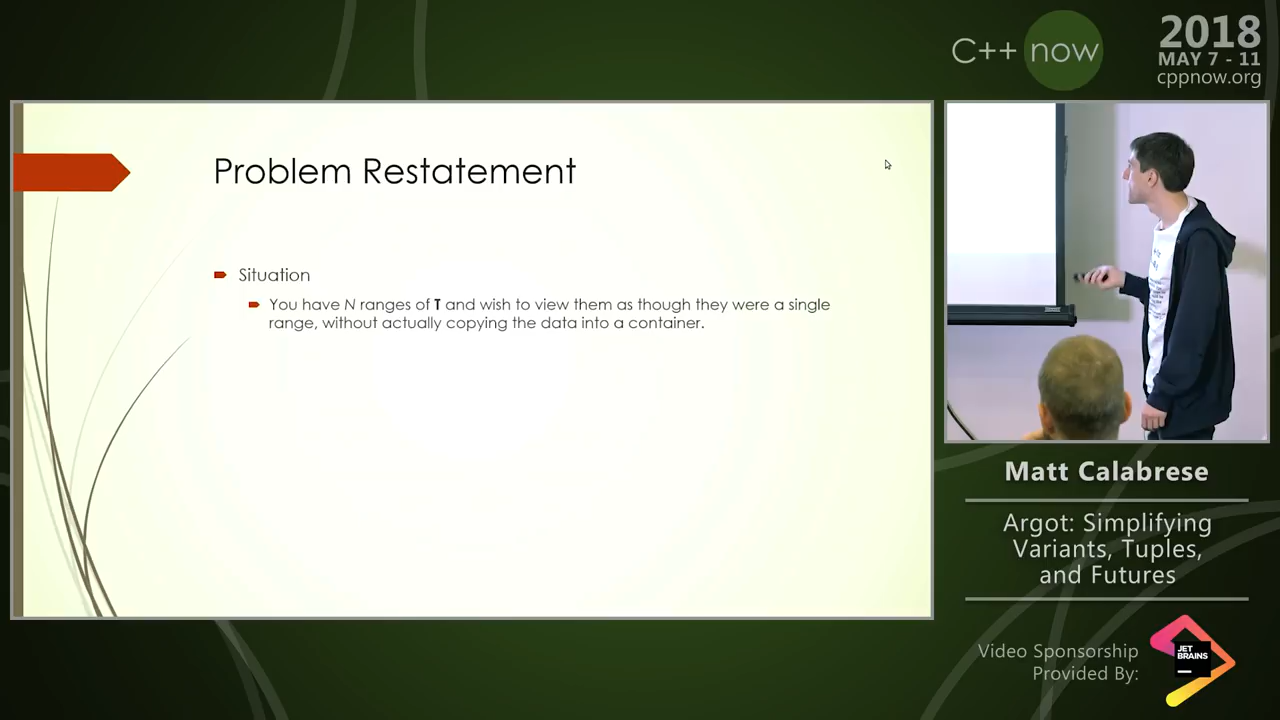 C++ now
2018
MAY 7 - 11
cppnow.org
Problem Restatement
Situation
You have N ranges of T and wish to view them as though they were a single
range, without actually copying the data into a container.
Matt Calabrese
Argot: Simplifying
Variants, Tuples,
and Futures
Video Sponsorship
Provided By:
JET
BRAINS